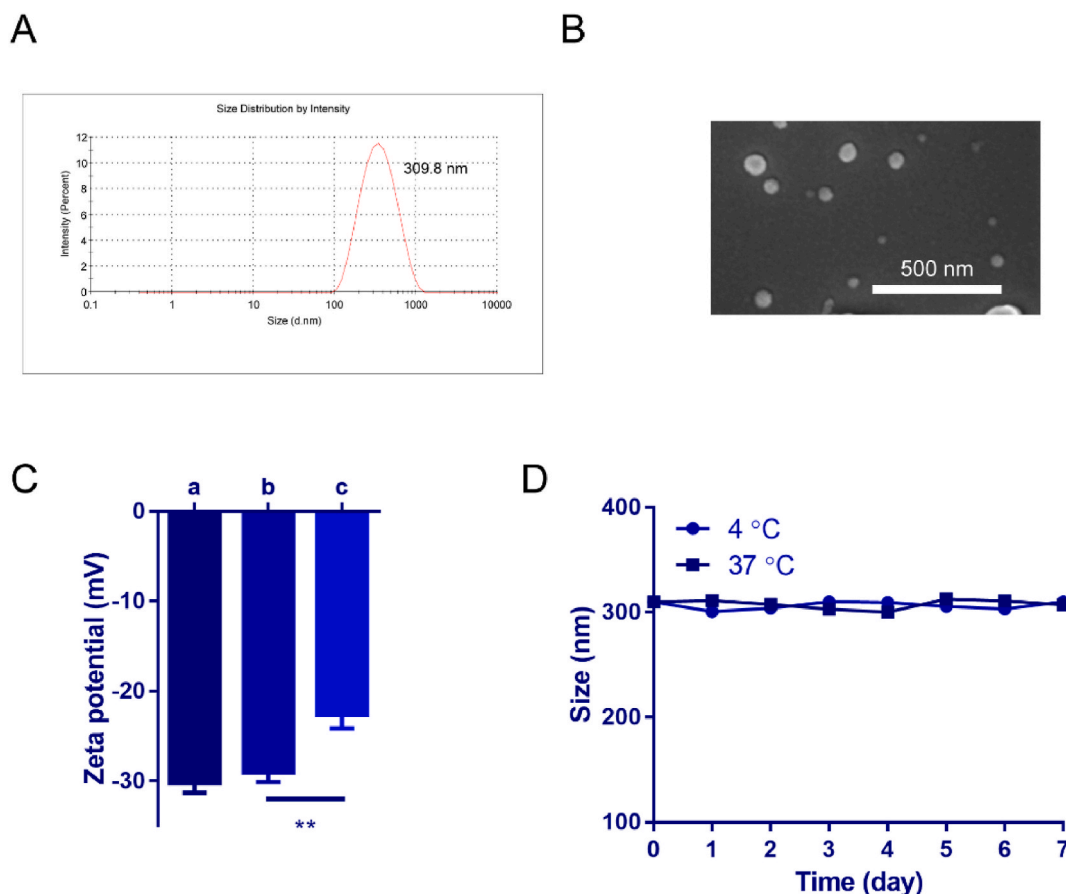 A
Size Distribution by Intensity
12
10
8
6
4
2
0
Intensity (Percent)
309.8 nm
0.1 1 10 100 1000 10000
Size (d.nm)
B
500 nm
C
a b c
0
-10
-20
-30
Zeta potential (mV)
**
D
400
300
200
100
Size (nm)
4 °C
37 °C
0 1 2 3 4 5 6 7
Time (day)